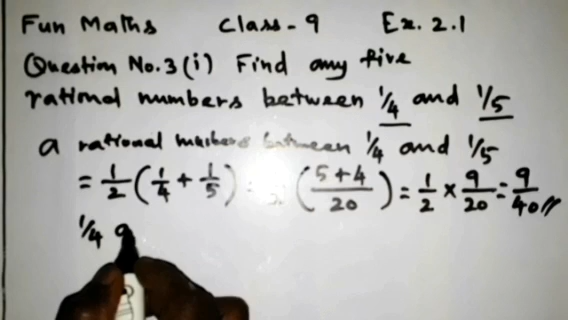 Fun Maths Class - 9 Ex. 2.1
Question No. 3 (i) Find any five
rational numbers between 1/4 and 1/5
a rational between 1/4 and 1/5
= 1/2 ( 1/4 + 1/5 ) = ( 5+4 / 20 ) = 1/2 × 9/20 = 9/40 //
1/4